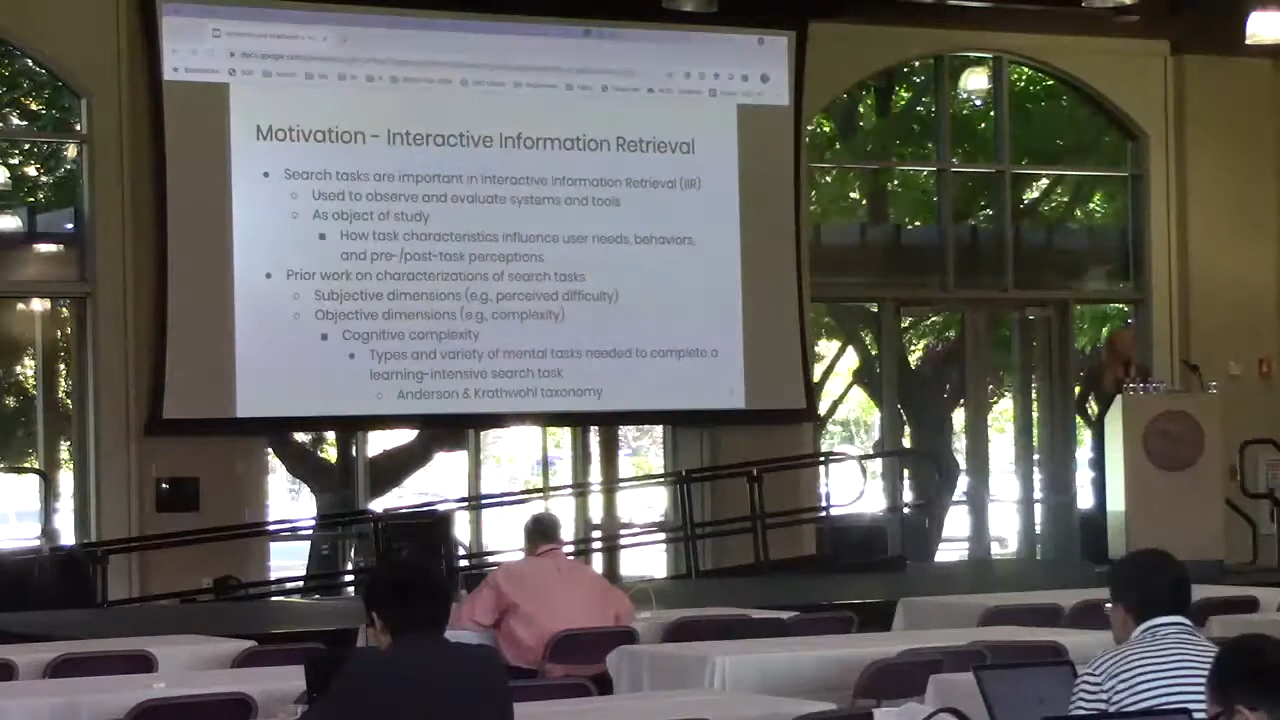 Motivation - Interactive Information Retrieval
● Search tasks are important in Interactive Information Retrieval (IIR)
○ Used to observe and evaluate systems and tools
○ As object of study
■ How task characteristics influence user needs, behaviors,
and pre-/post-task perceptions
● Prior work on characterizations of search tasks
○ Subjective dimensions (e.g., perceived difficulty)
○ Objective dimensions (e.g., complexity)
■ Cognitive complexity
● Types and variety of mental tasks needed to complete a
learning-intensive search task
○ Anderson & Krathwohl taxonomy